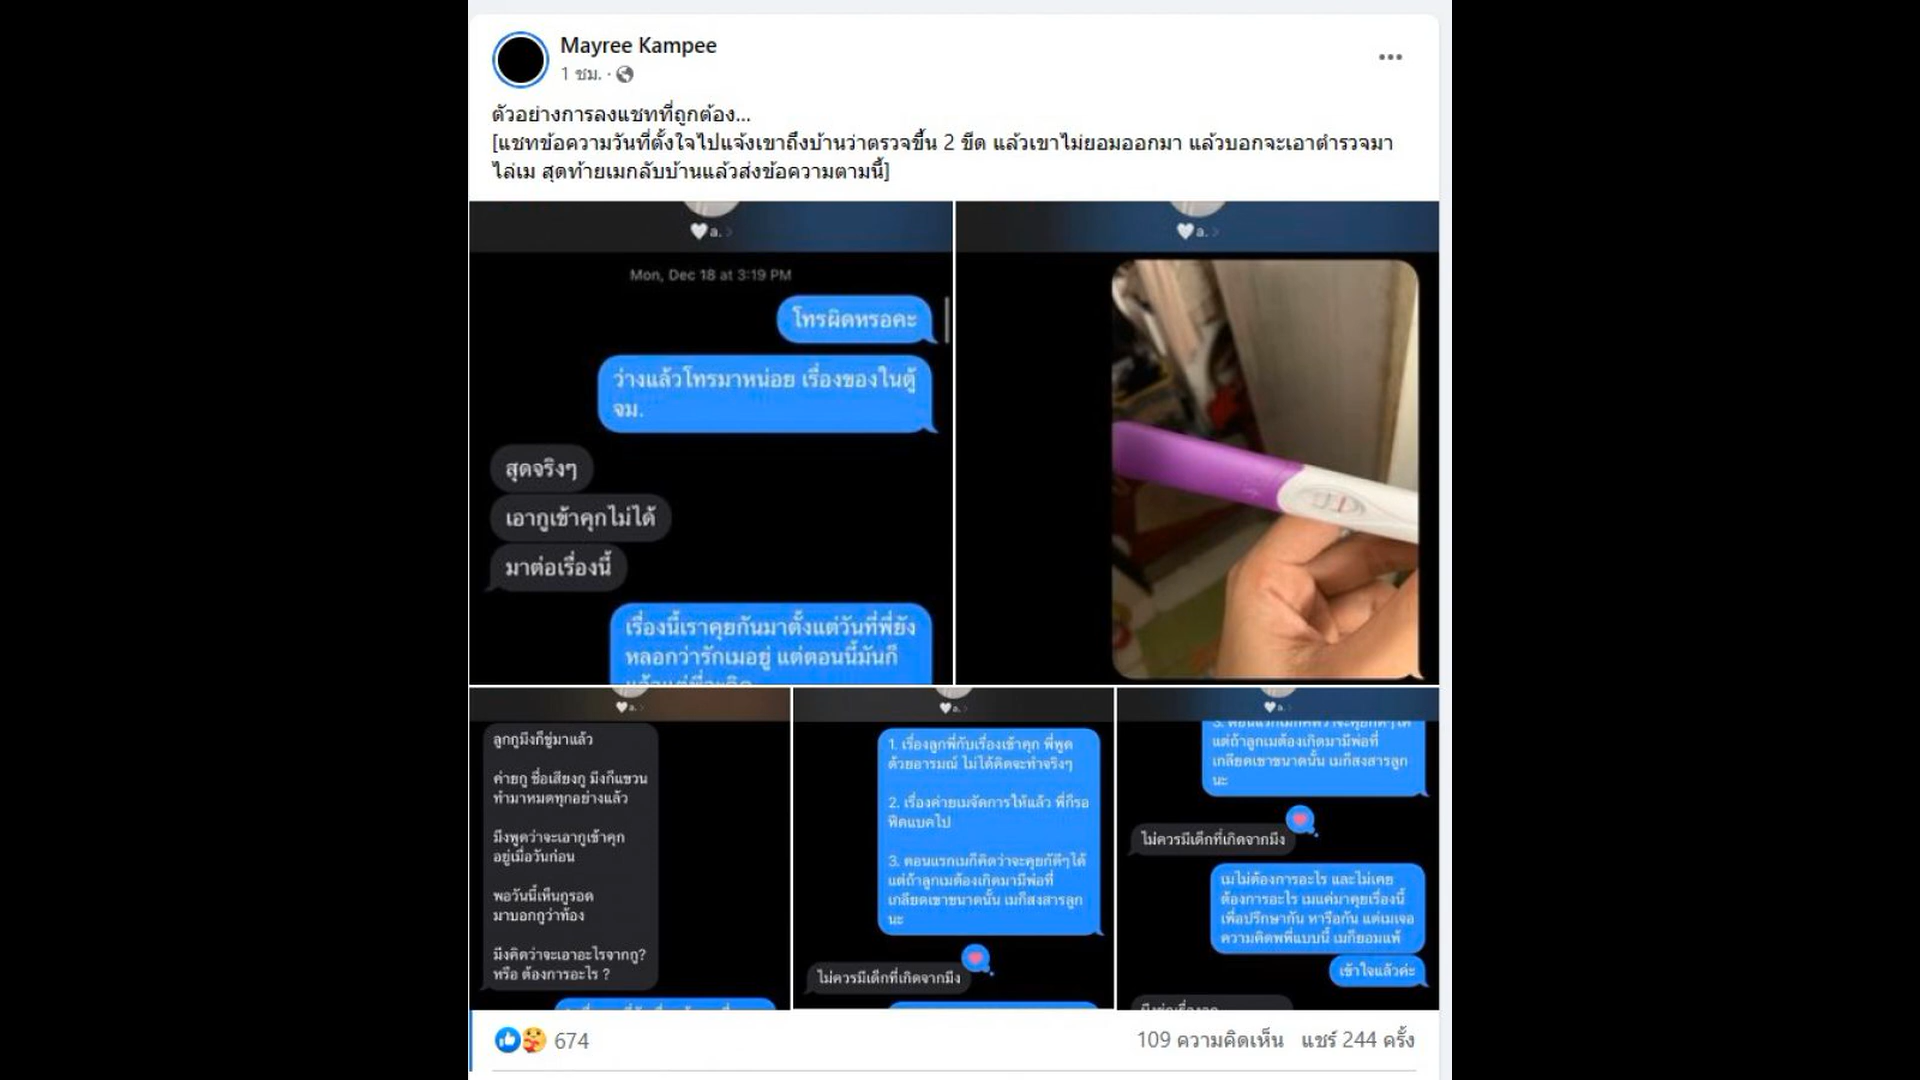 Mayree Kampee
1 ชม. ·
ตัวอย่างการลงแชทที่ถูกต้อง...
[แชทข้อความวันที่ตั้งใจไปแจ้งเขาถึงบ้านว่าตรวจขึ้น 2 ขีด แล้วเขาไม่ยอมออกมา แล้วบอกจะเอาตำรวจมา
ไล่เม สุดท้ายเมกลับบ้านแล้วส่งข้อความตามนี้]
a.
Mon, Dec 18 at 3:19 PM
โทรผิดหรอคะ
ว่างแล้วโทรมาหน่อย เรื่องของในตู้
จม.
สุดจริงๆ
เอากูเข้าคุกไม่ได้
มาต่อเรื่องนี้
เรื่องนี้เราคุยกันมาตั้งแต่วันที่พี่ยัง
หลอกว่ารักเมอยู่ แต่ตอนนี้มันก็
แล้วแต่พี่จะคิด
a.
a.
ลูกกูมึงก็ขู่มาแล้ว
ค่ายกู ชื่อเสียงกู มึงก็แขวน
ทำมาหมดทุกอย่างแล้ว
มึงพูดว่าจะเอากูเข้าคุก
อยู่เมื่อวันก่อน
พอวันนี้เห็นกูรอด
มาบอกกูว่าท้อง
มึงคิดว่าจะเอาอะไรจากกู?
หรือ ต้องการอะไร ?
a.
1. เรื่องลูกพี่กับเรื่องเข้าคุก พี่พูด
ด้วยอารมณ์ ไม่ได้คิดจะทำจริงๆ
2. เรื่องค่ายเมจัดการให้แล้ว พี่ก็รอ
ฟีดแบคไป
3. ตอนแรกเมก็คิดว่าจะคุยกัดีๆได้
แต่ถ้าลูกเมต้องเกิดมามีพ่อที่
เกลียดเขาขนาดนั้น เมก็สงสารลูก
นะ
ไม่ควรมีเด็กที่เกิดจากมึง
a.
3. ตอนแรกเมก็คิดว่าจะคุยกัดีๆได้
แต่ถ้าลูกเมต้องเกิดมามีพ่อที่
เกลียดเขาขนาดนั้น เมก็สงสารลูก
นะ
ไม่ควรมีเด็กที่เกิดจากมึง
เมไม่ต้องการอะไร และไม่เคย
ต้องการอะไร เมแค่มาคุยเรื่องนี้
เพื่อปรึกษากัน หารือกัน แต่เมเจอ
ความคิดพี่แบบนี้ เมก็ยอมแพ้
เข้าใจแล้วค่ะ
674
109 ความคิดเห็น แชร์ 244 ครั้ง